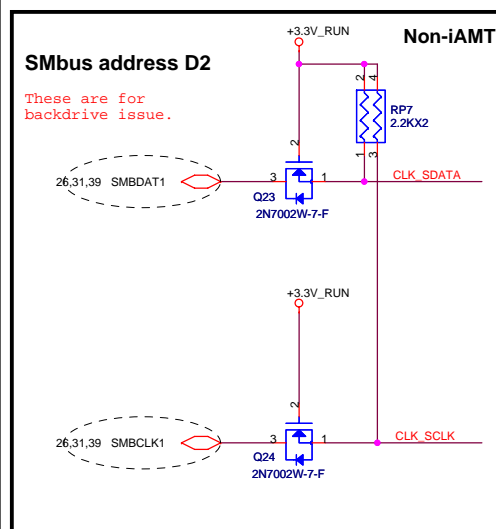 +3.3V_RUN
Non-iAMT
SMbus address D2
These are for
backdrive issue.
2
4
RP7
2.2KX2
2
1
3
26,31,39 SMBDAT1
3
1
CLK_SDATA
Q23
2N7002W-7-F
+3.3V_RUN
2
26,31,39 SMBCLK1
3
1
CLK_SCLK
Q24
2N7002W-7-F